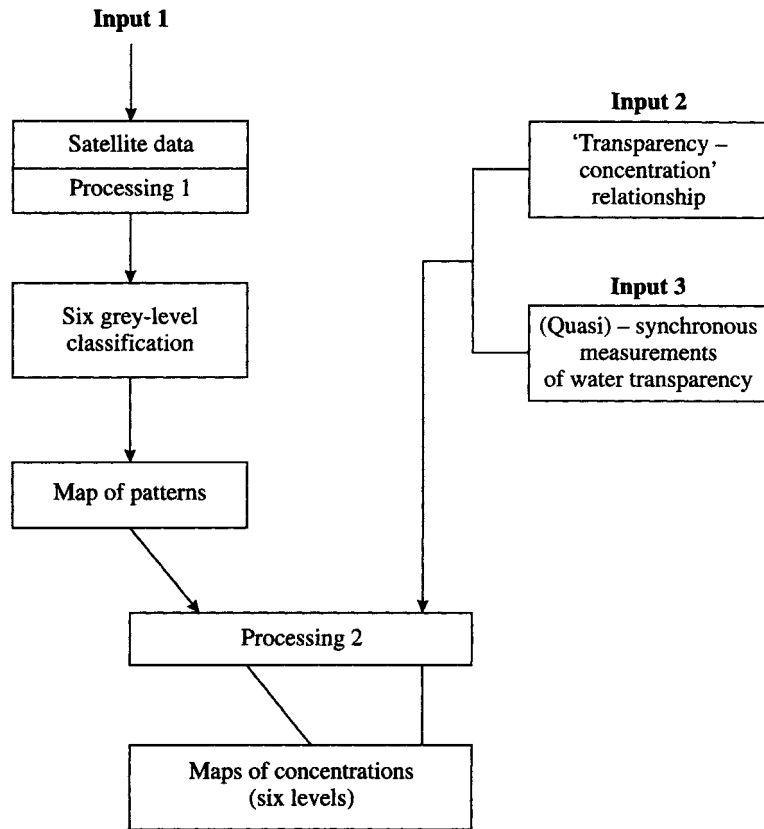 Input 1
Satellite data
Processing 1
Six grey-level
classification
Map of patterns
Input 2
‘Transparency –
concentration’
relationship
Input 3
(Quasi) – synchronous
measurements
of water transparency
Processing 2
Maps of concentrations
(six levels)